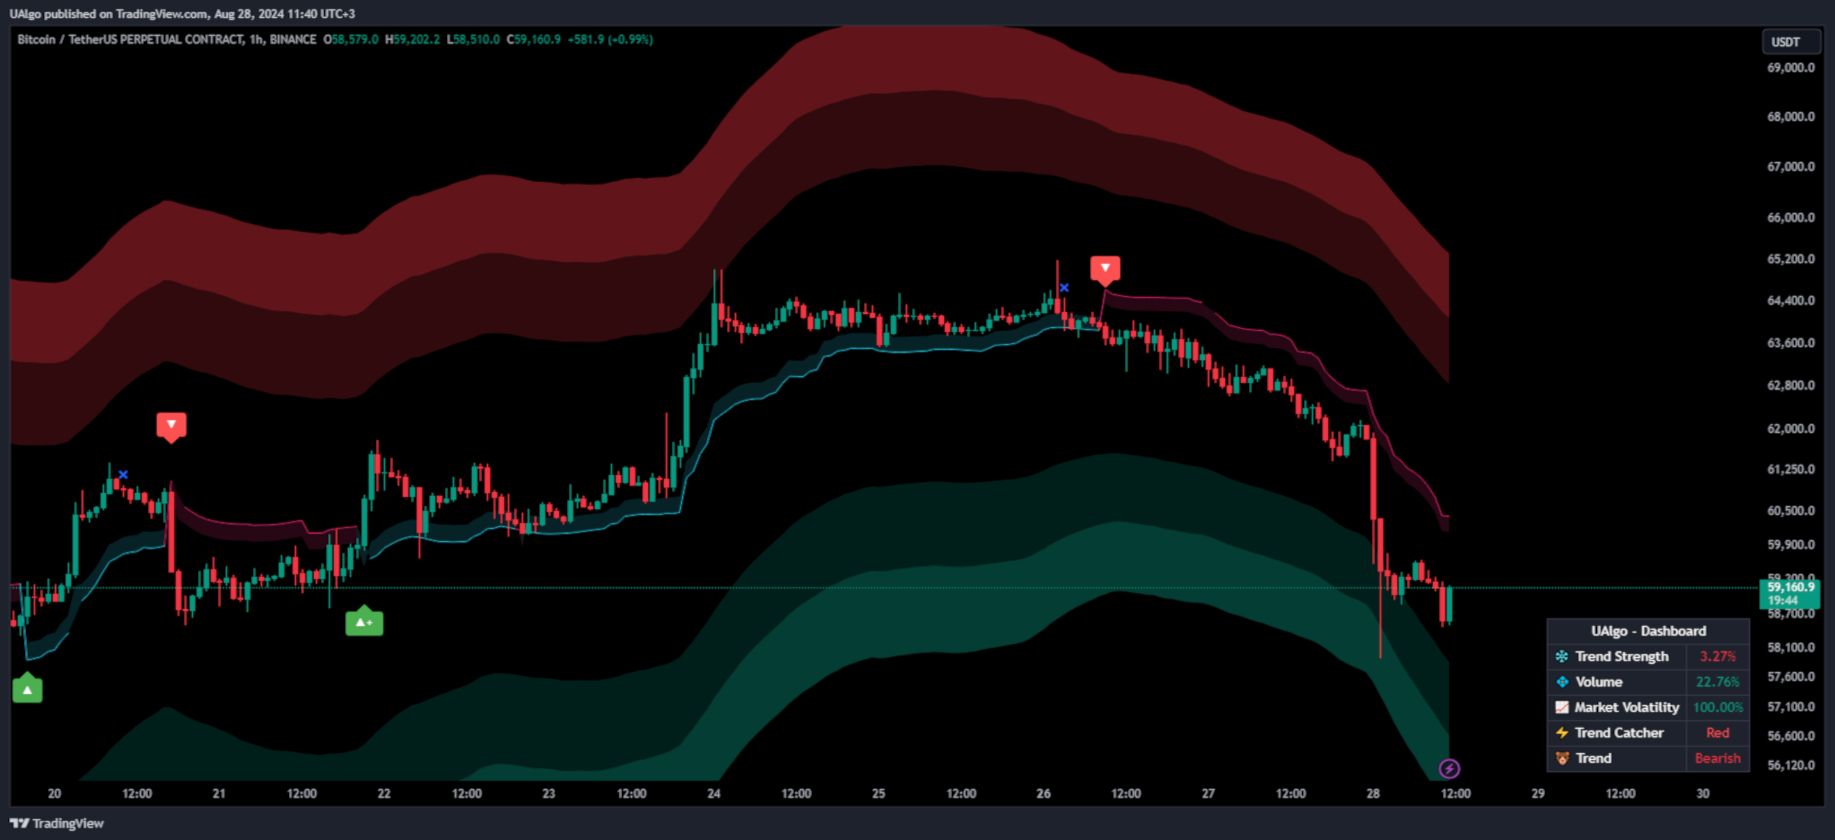 UAlgo published on TradingView.com, Aug 28, 2024 11:40 UTC+3
Bitcoin / TetherUS PERPETUAL CONTRACT, 1h, BINANCE O58,579.0 H59,202.2 L58,510.0 C59,160.9 +581.9 (+0.99%)
USDT
69,000.0
68,000.0
67,000.0
66,000.0
65,200.0
64,400.0
63,600.0
62,800.0
62,000.0
61,250.0
60,500.0
59,900.0
59,300.0
59,160.9
19:44
58,700.0
58,100.0
57,600.0
57,100.0
56,600.0
56,120.0
UAlgo - Dashboard
Trend Strength 3.27%
Volume 22.76%
Market Volatility 100.00%
Trend Catcher Red
Trend Bearish
20 12:00 21 12:00 22 12:00 23 12:00 24 12:00 25 12:00 26 12:00 27 12:00 28 12:00 29 12:00 30
TradingView